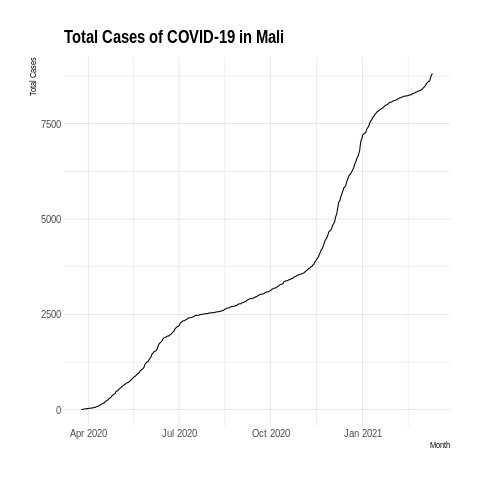 Total Cases of COVID-19 in Mali
Total Cases
7500
5000
2500
0
Apr 2020 Jul 2020 Oct 2020 Jan 2021
Month